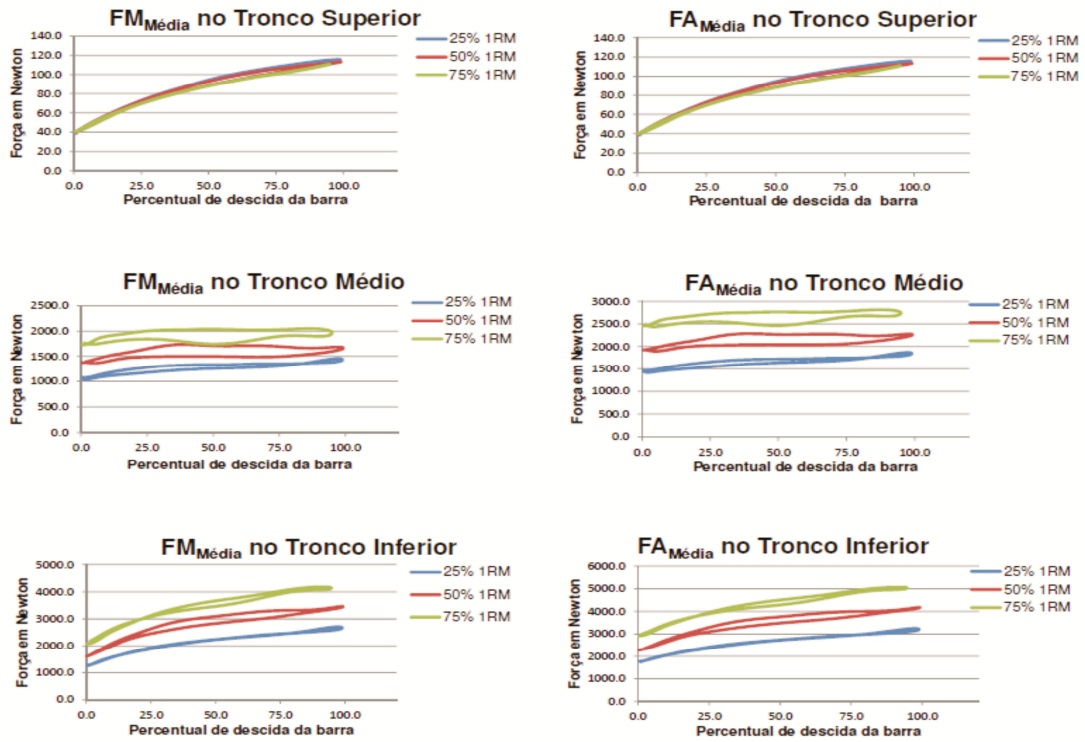 FMMédia no Tronco Superior
140.0
120.0
100.0
80.0
60.0
40.0
20.0
0.0
0.0 25.0 50.0 75.0 100.0
Força em Newton
Percentual de descida da barra
25% 1RM
50% 1RM
75% 1RM
FAMédia no Tronco Superior
140.0
120.0
100.0
80.0
60.0
40.0
20.0
0.0
0.0 25.0 50.0 75.0 100.0
Força em Newton
Percentual de descida da barra
25% 1RM
50% 1RM
75% 1RM
FMMédia no Tronco Médio
2500.0
2000.0
1500.0
1000.0
500.0
0.0
0.0 25.0 50.0 75.0 100.0
Força em Newton
Percentual de descida da barra
25% 1RM
50% 1RM
75% 1RM
FAMédia no Tronco Médio
3000.0
2500.0
2000.0
1500.0
1000.0
500.0
0.0
0.0 25.0 50.0 75.0 100.0
Força em Newton
Percentual de descida da barra
25% 1RM
50% 1RM
75% 1RM
FMMédia no Tronco Inferior
5000.0
4000.0
3000.0
2000.0
1000.0
0.0
0.0 25.0 50.0 75.0 100.0
Força em Newton
Percentual de descida da barra
25% 1RM
50% 1RM
75% 1RM
FAMédia no Tronco Inferior
6000.0
5000.0
4000.0
3000.0
2000.0
1000.0
0.0
0.0 25.0 50.0 75.0 100.0
Força em Newton
Percentual de descida da barra
25% 1RM
50% 1RM
75% 1RM